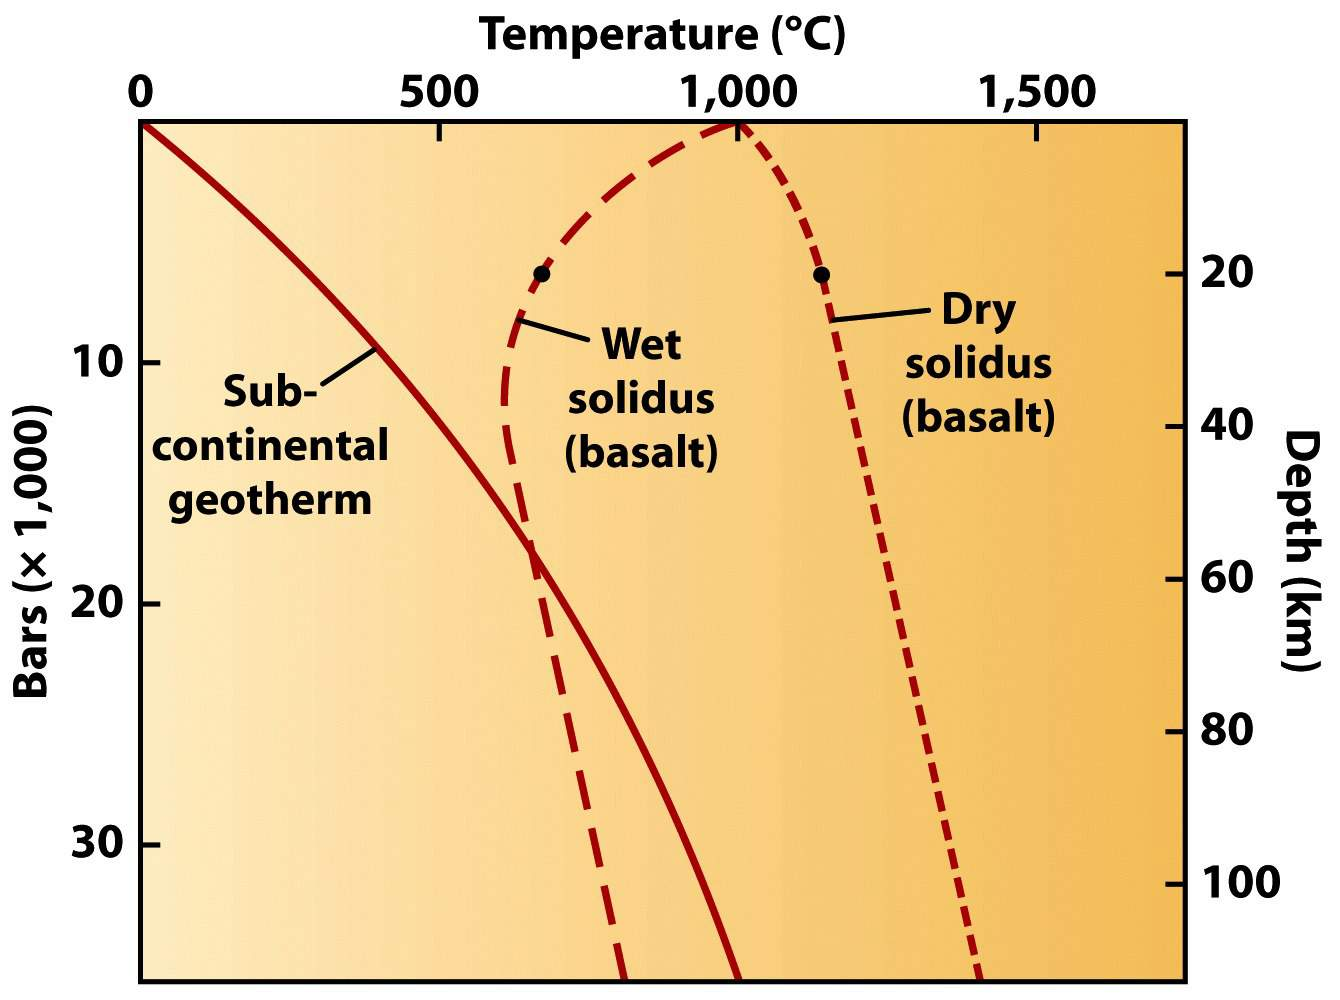 Temperature (°C)
0 500 1,000 1,500
Bars (× 1,000)
10
20
30
Sub-
continental
geotherm
Wet
solidus
(basalt)
Dry
solidus
(basalt)
20
40
60
80
100
Depth (km)